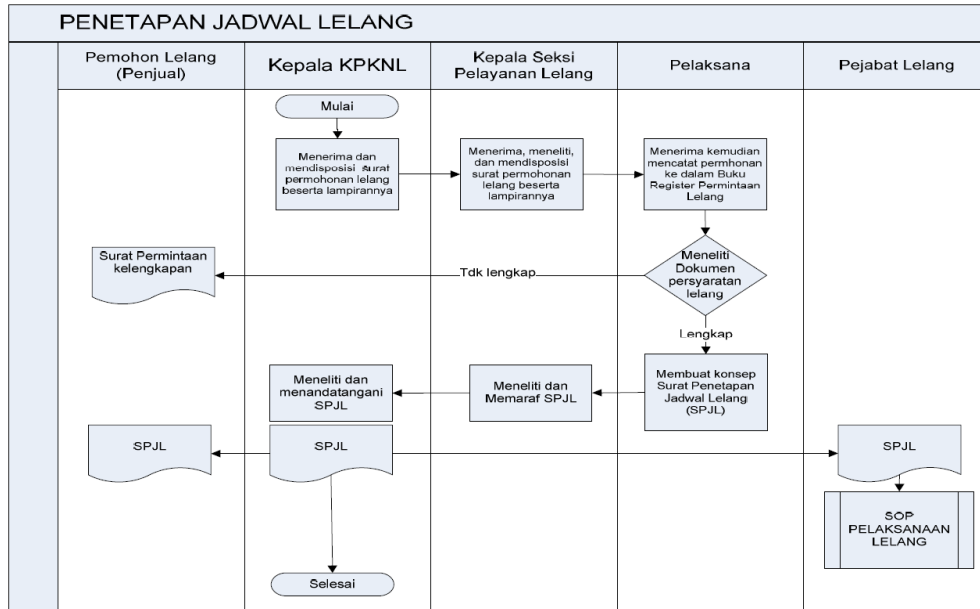 PENETAPAN JADWAL LELANG
Pemohon Lelang
(Penjual)
Kepala KPKNL
Kepala Seksi
Pelayanan Lelang
Pelaksana
Pejabat Lelang
Mulai
Menerima dan
mendisposisi surat
permohonan lelang
beserta lampirannya
Menerima, meneliti,
dan mendisposisi
surat permohonan
lelang beserta
lampirannya
Menerima kemudian
mencatat permhonan
ke dalam Buku
Register Permintaan
Lelang
Surat Permintaan
kelengkapan
Tdk lengkap
Meneliti
Dokumen
persyaratan
lelang
Lengkap
Meneliti dan
menandatangani
SPJL
Meneliti dan
Memaraf SPJL
Membuat konsep
Surat Penetapan
Jadwal Lelang
(SPJL)
SPJL
SPJL
SPJL
SOP
PELAKSANAAN
LELANG
Selesai